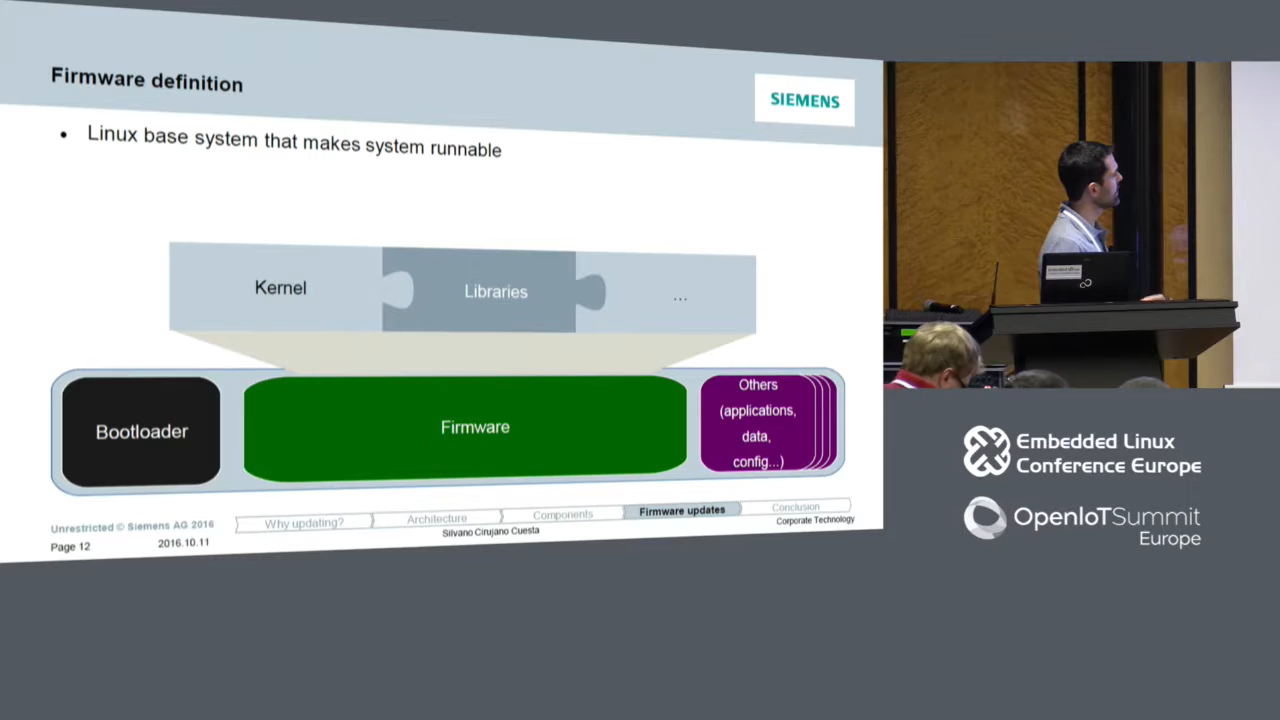 Firmware definition
SIEMENS
• Linux base system that makes system runnable
Kernel
Libraries
...
Bootloader
Firmware
Others
(applications,
data,
config...)
Unrestricted © Siemens AG 2016
Page 12
2016.10.11
Why updating?
Architecture
Components
Firmware updates
Conclusion
Silvano Cirujano Cuesta
Corporate Technology
Embedded Linux
Conference Europe
OpenIoTSummit
Europe